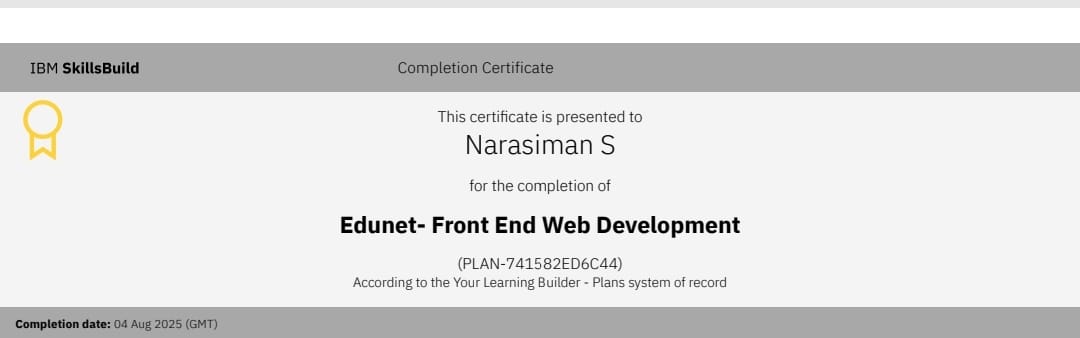 IBM SkillsBuild
Completion Certificate
This certificate is presented to
Narasiman S
for the completion of
Edunet- Front End Web Development
(PLAN-741582ED6C44)
According to the Your Learning Builder - Plans system of record
Completion date: 04 Aug 2025 (GMT)